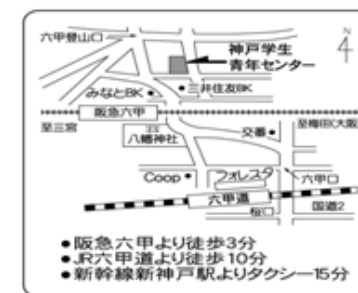 六甲登山口
神戸学生
青年センター
みなとBK
三井住友BK
阪急六甲
至三宮
至梅田(大阪)
八幡神社
交番
Coop
フォレスタ
六甲口
六甲道
国道2
●阪急六甲より徒歩3分
●JR六甲道より徒歩10分
●新幹線新神戸駅よりタクシー15分